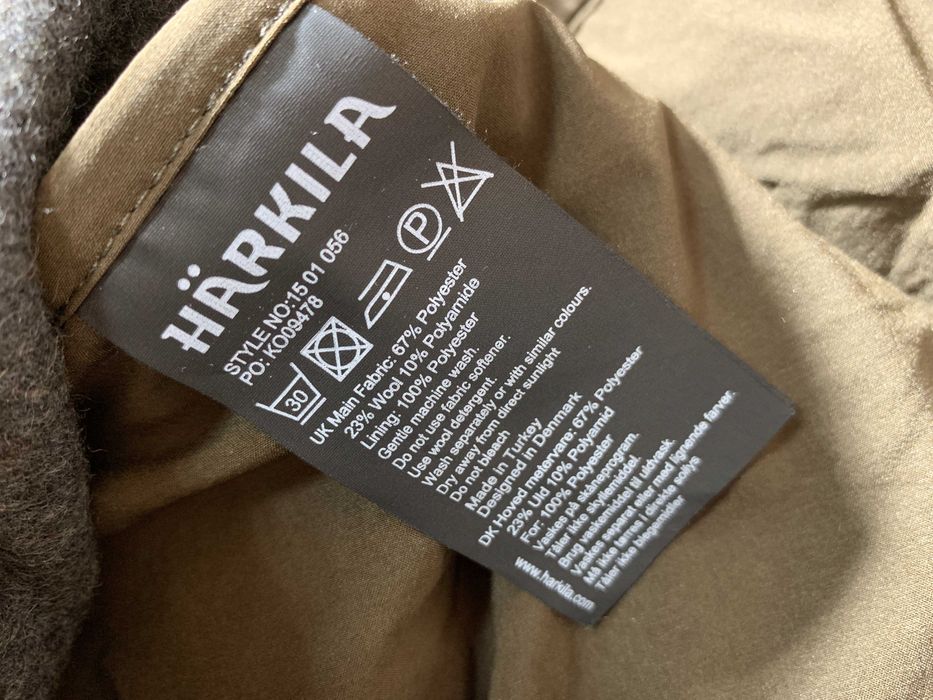 HÄRKILA
STYLE NO:15 01 056
PO: KO09478
30
P
UK Main Fabric: 67% Polyester
23% Wool 10% Polyamide
Lining: 100% Polyester
Gentle machine wash.
Do not use fabric softener.
Use wool detergent.
Wash separately or with similar colours.
Dry away from direct sunlight
Do not bleach
Made in Turkey
Designed in Denmark
DK Hoved metervare: 67% Polyester
23% Uld 10% Polyamid
For: 100% Polyester
Vaskes på skåneprogram.
Tåler ikke skyllemiddel.
Brug vaskemiddel til uldvask
Vaskes separat eller med lignende farver.
Må ikke tørres i direkte sollys
Tåler ikke blegemidler
www.harkila.com